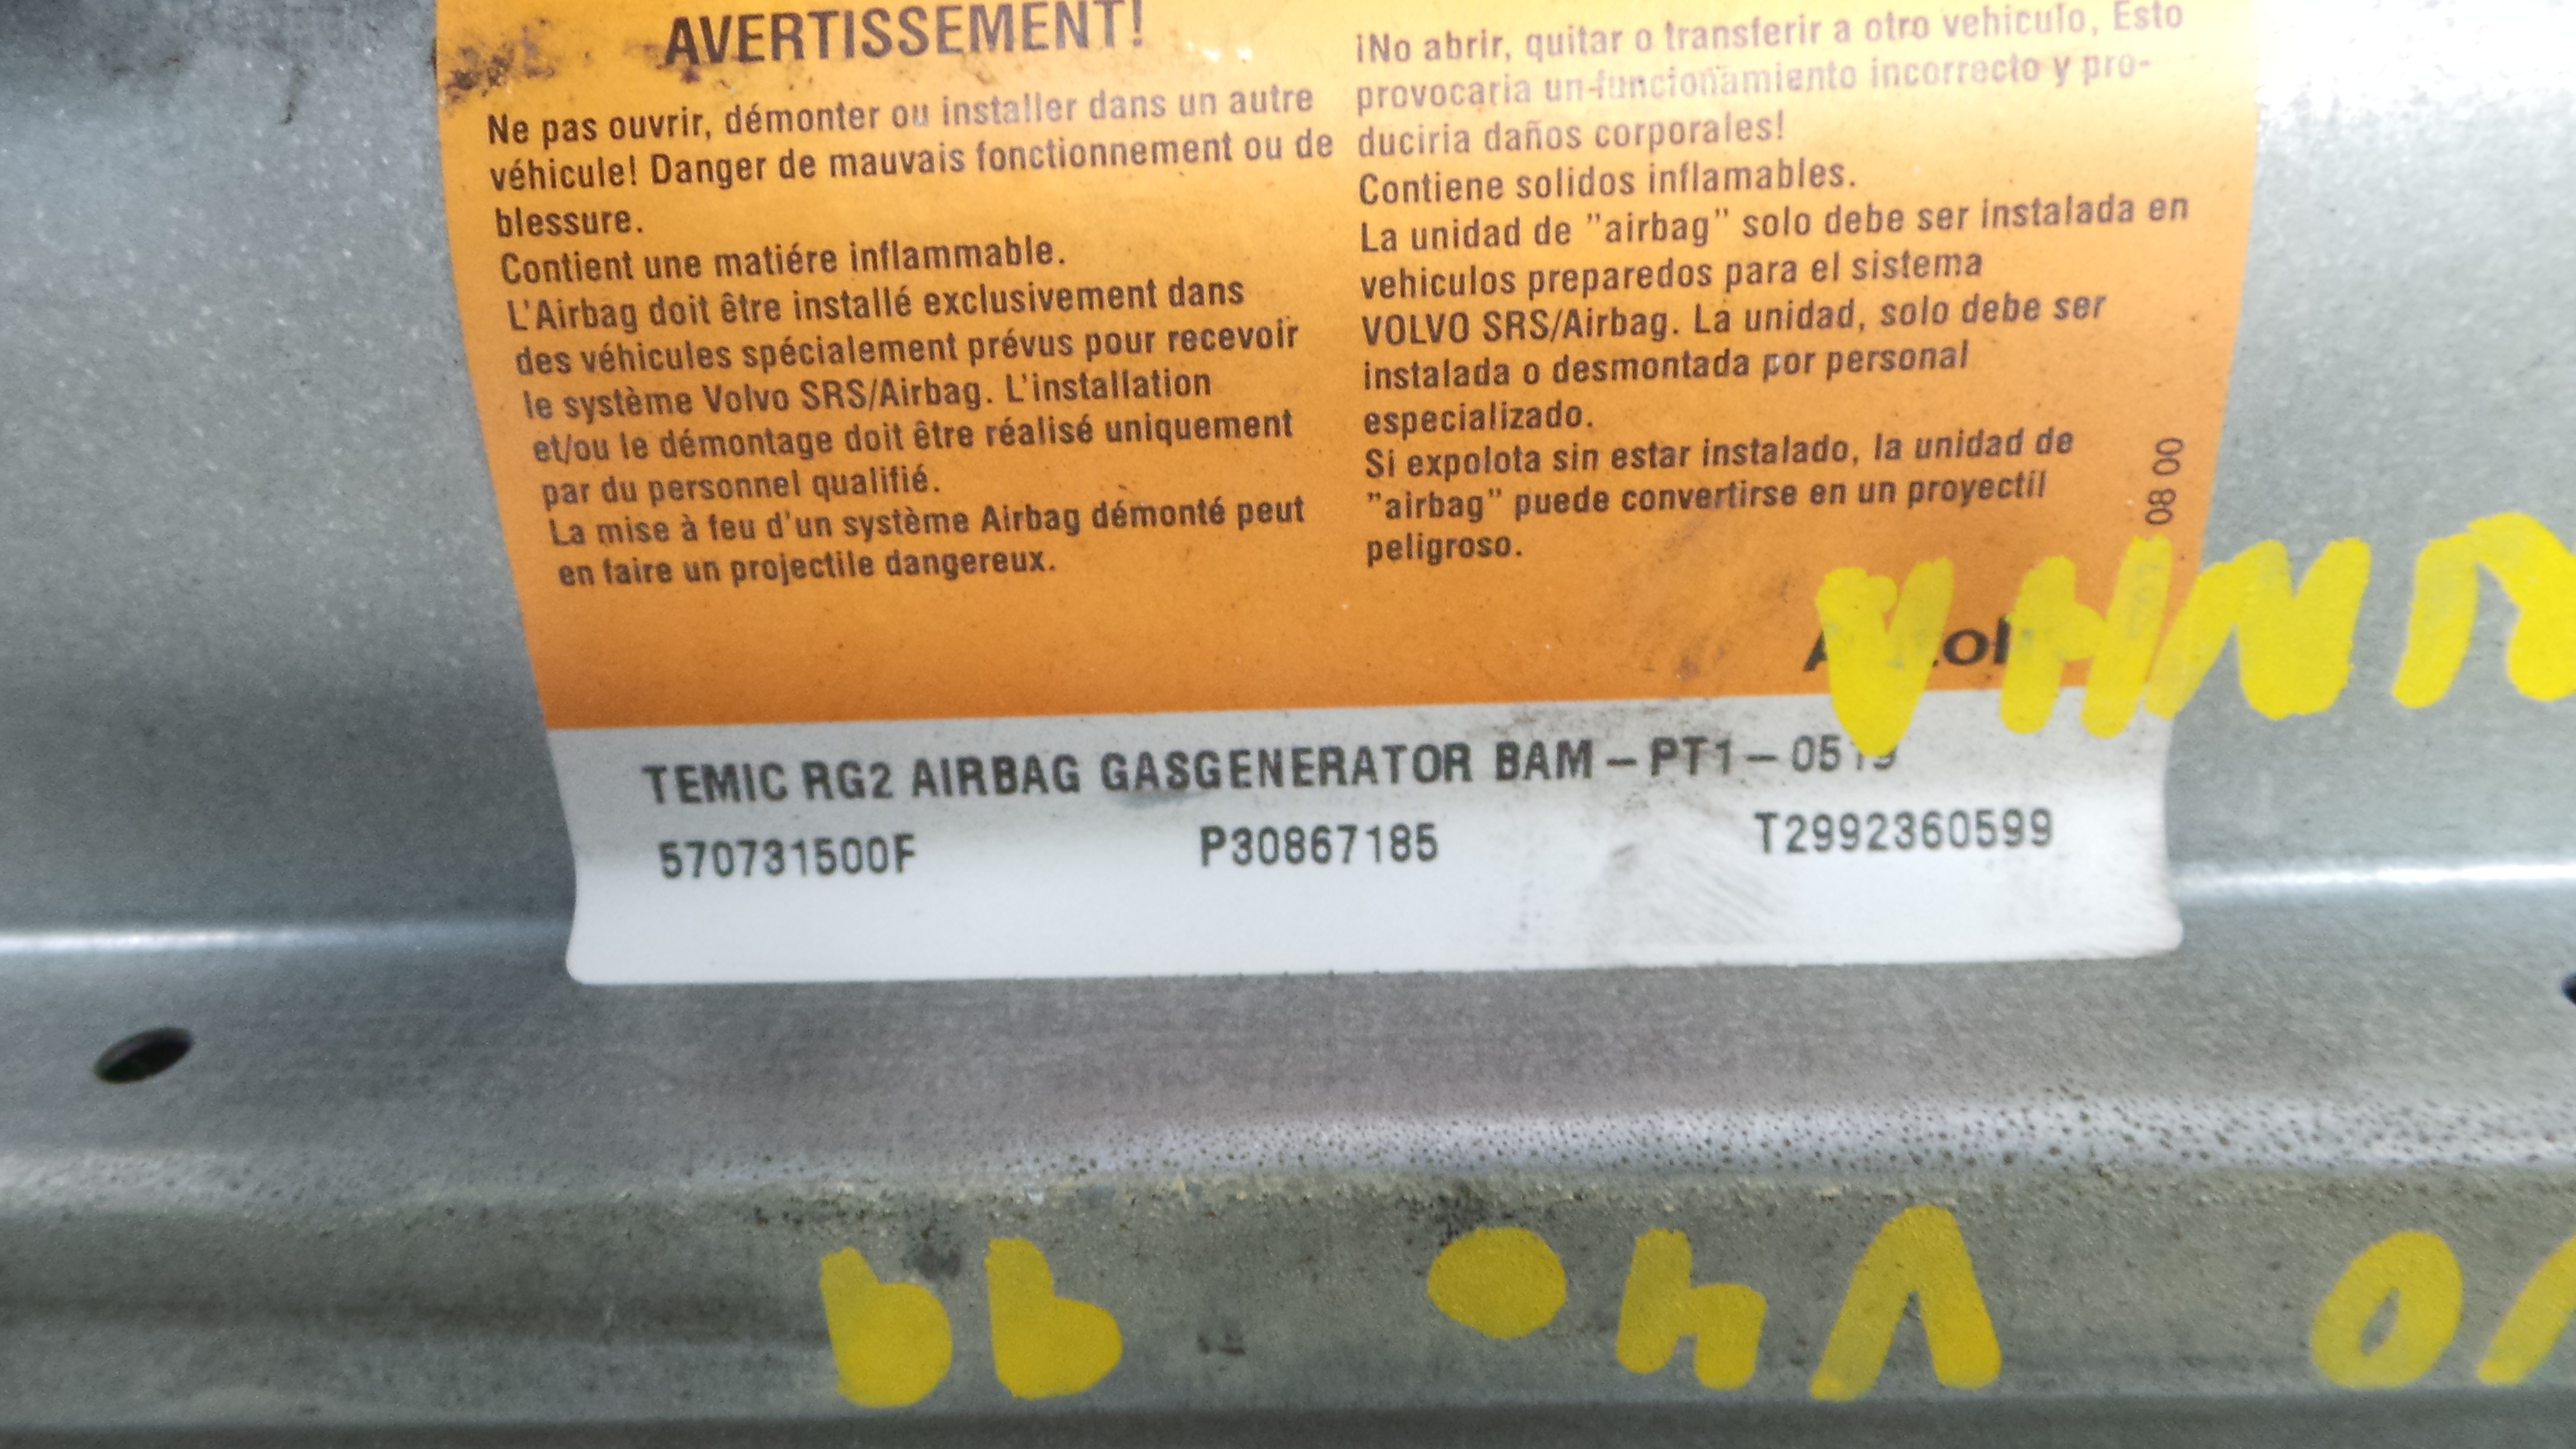 AVERTISSEMENT!
Ne pas ouvrir, démonter ou installer dans un autre
véhicule! Danger de mauvais fonctionnement ou de
blessure.
Contient une matiére inflammable.
L'Airbag doit être installé exclusivement dans
des véhicules spécialement prévus pour recevoir
le système Volvo SRS/Airbag. L'installation
et/ou le démontage doit être réalisé uniquement
par du personnel qualifié.
La mise à feu d'un système Airbag démonté peut
en faire un projectile dangereux.
¡No abrir, quitar o transferir a otro vehiculo, Esto
provocaria un funcionamiento incorrecto y pro-
duciria daños corporales!
Contiene solidos inflamables.
La unidad de "airbag" solo debe ser instalada en
vehiculos preparedos para el sistema
VOLVO SRS/Airbag. La unidad, solo debe ser
instalada o desmontada por personal
especializado.
Si expolota sin estar instalado, la unidad de
"airbag" puede convertirse en un proyectil
peligroso.
08 00
TEMIC RG2 AIRBAG GASGENERATOR BAM – PT1 –
570731500F P30867185 T2992360599
V40 99